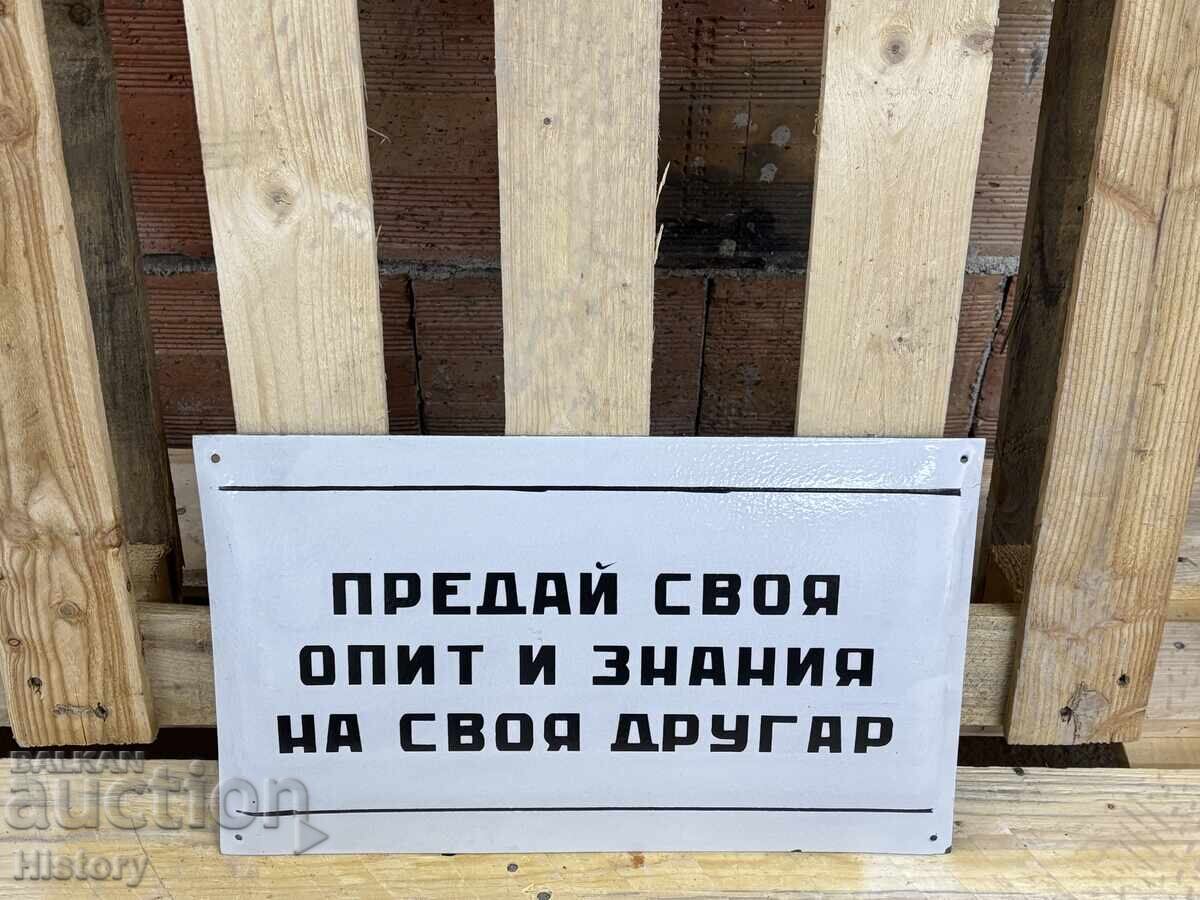 ПРЕДАЙ СВОЯ
ОПИТ И ЗНАНИЯ
НА СВОЯ ДРУГАР
BALKAN
auction
History